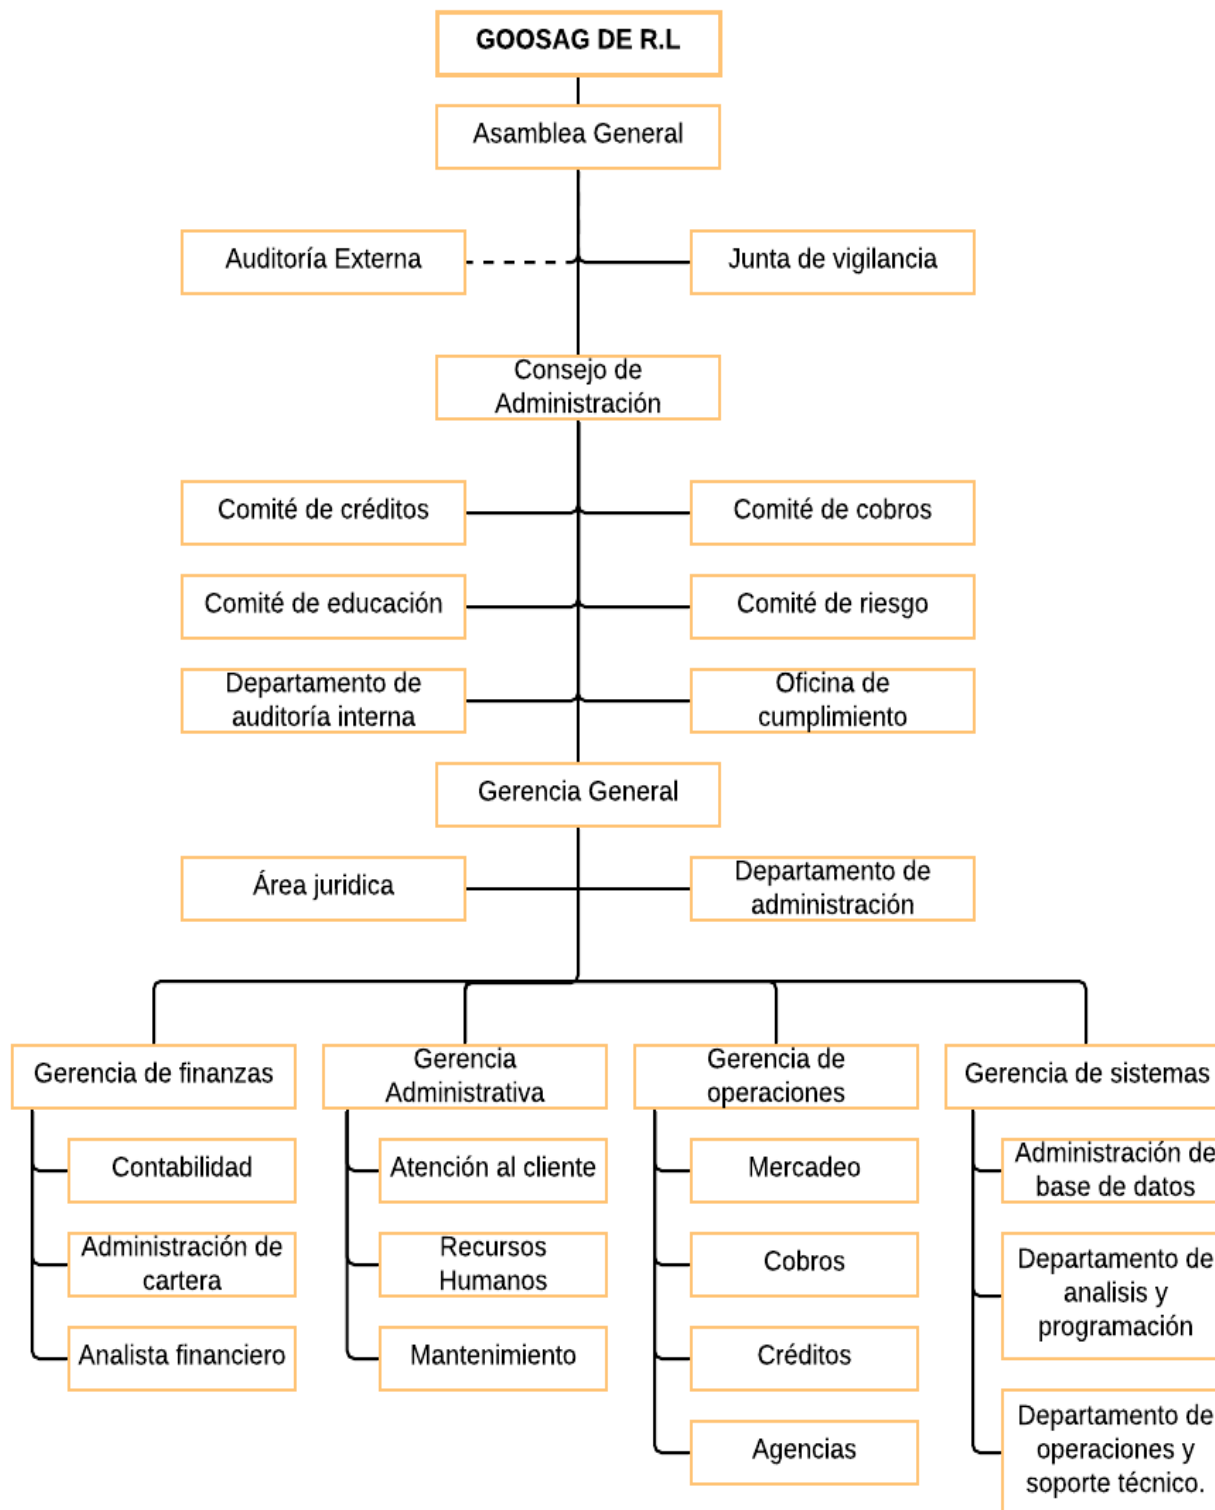 GOOSAG DE R.L
Asamblea General
Auditoría Externa
Junta de vigilancia
Consejo de
Administración
Comité de créditos
Comité de cobros
Comité de educación
Comité de riesgo
Departamento de
auditoría interna
Oficina de
cumplimiento
Gerencia General
Área juridica
Departamento de
administración
Gerencia de finanzas
Gerencia
Administrativa
Gerencia de
operaciones
Gerencia de sistemas
Contabilidad
Administración de
cartera
Analista financiero
Atención al cliente
Recursos
Humanos
Mantenimiento
Mercadeo
Cobros
Créditos
Agencias
Administración de
base de datos
Departamento de
analisis y
programación
Departamento de
operaciones y
soporte técnico.